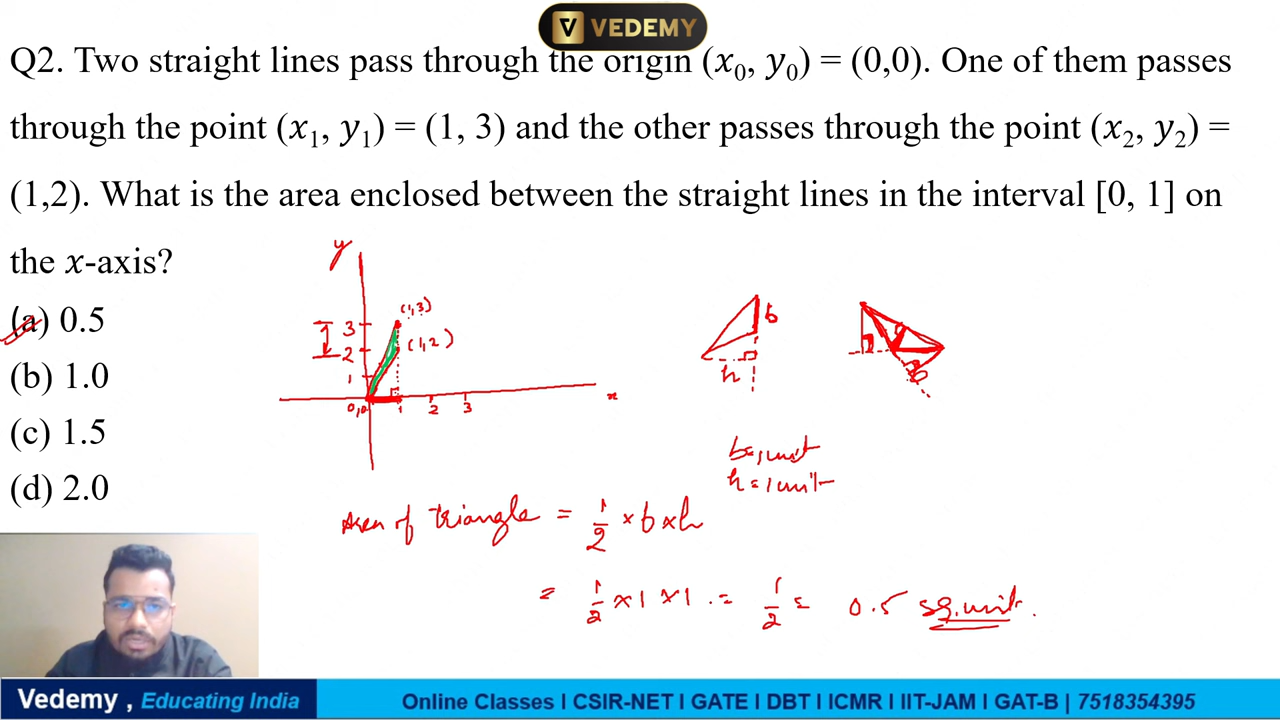 VEDEMY
Q2. Two straight lines pass through the origin (x₀, y₀) = (0,0). One of them passes
through the point (x₁, y₁) = (1, 3) and the other passes through the point (x₂, y₂) =
(1,2). What is the area enclosed between the straight lines in the interval [0, 1] on
the x-axis?
(a) 0.5
(b) 1.0
(c) 1.5
(d) 2.0
y
(1,3)
3
2
(1,2)
1
0,0
1
2
3
x
b
h
b
b=1unit
h=1unit
Area of triangle = 1/2 × b × h
= 1/2 × 1 × 1 = 1/2 = 0.5 sq.unit.
Vedemy , Educating India
Online Classes I CSIR-NET I GATE I DBT I ICMR I IIT-JAM I GAT-B | 7518354395